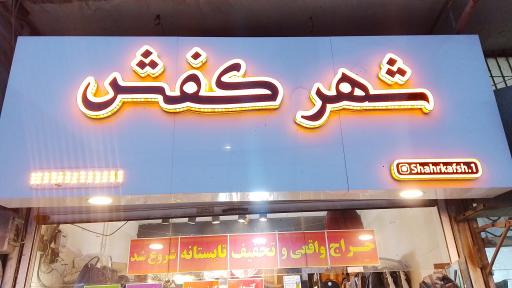 شهر کفش
Shahrkafsh.1
حراج واقعی و تخفیف تابستانه شروع شد